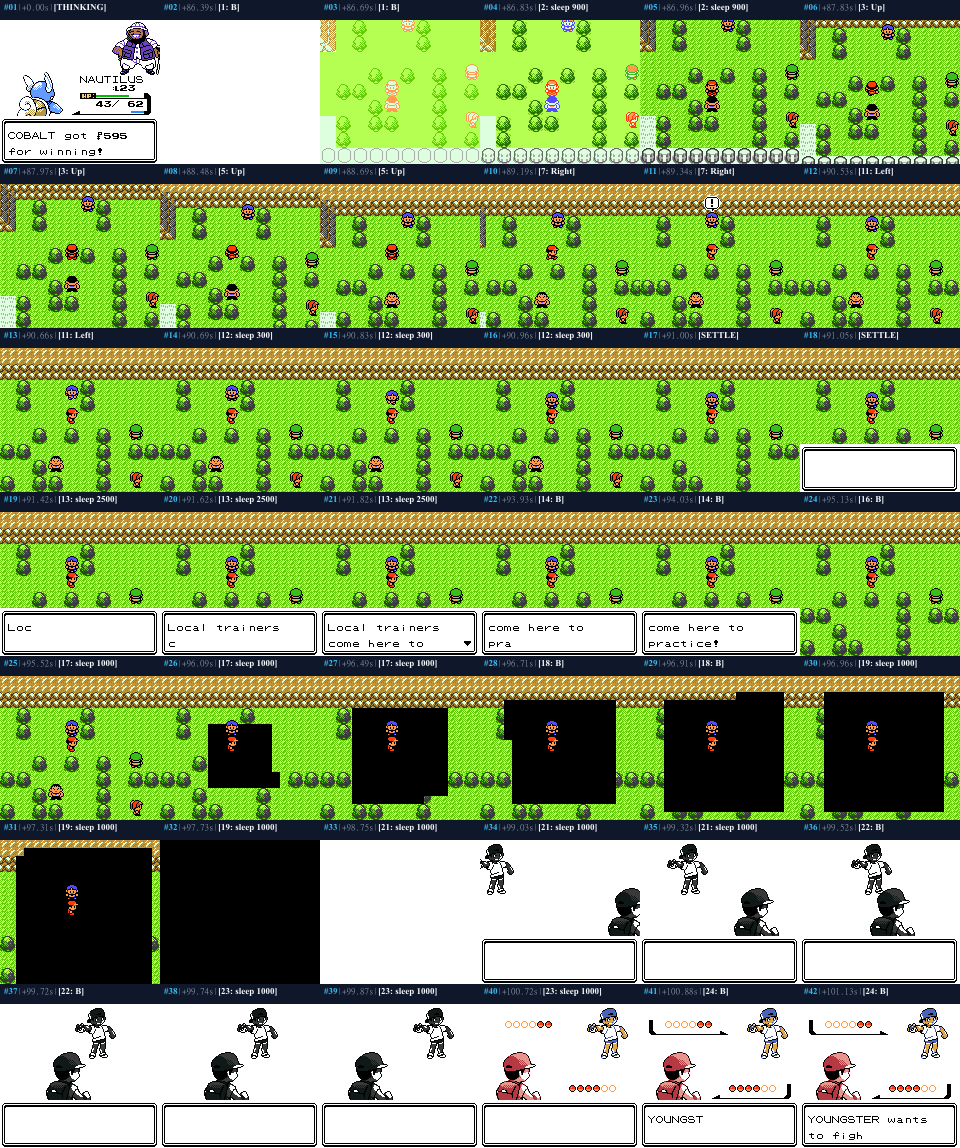 #01|+0.00s|[THINKING]
#02|+86.39s|[1: B]
#03|+86.69s|[1: B]
#04|+86.83s|[2: sleep 900]
#05|+86.96s|[2: sleep 900]
#06|+87.83s|[3: Up]
NAUTILUS
:L23
HP:
43/ 62
COBALT got ₽595
for winning!
#07|+87.97s|[3: Up]
#08|+88.48s|[5: Up]
#09|+88.69s|[5: Up]
#10|+89.19s|[7: Right]
#11|+89.34s|[7: Right]
#12|+90.53s|[11: Left]
!
#13|+90.66s|[11: Left]
#14|+90.69s|[12: sleep 300]
#15|+90.83s|[12: sleep 300]
#16|+90.96s|[12: sleep 300]
#17|+91.00s|[SETTLE]
#18|+91.05s|[SETTLE]
#19|+91.42s|[13: sleep 2500]
#20|+91.62s|[13: sleep 2500]
#21|+91.82s|[13: sleep 2500]
#22|+93.93s|[14: B]
#23|+94.03s|[14: B]
#24|+95.13s|[16: B]
Loc
Local trainers
c
Local trainers
come here to
come here to
pra
come here to
practice!
#25|+95.52s|[17: sleep 1000]
#26|+96.09s|[17: sleep 1000]
#27|+96.49s|[17: sleep 1000]
#28|+96.71s|[18: B]
#29|+96.91s|[18: B]
#30|+96.96s|[19: sleep 1000]
#31|+97.31s|[19: sleep 1000]
#32|+97.73s|[19: sleep 1000]
#33|+98.75s|[21: sleep 1000]
#34|+99.03s|[21: sleep 1000]
#35|+99.32s|[21: sleep 1000]
#36|+99.52s|[22: B]
#37|+99.72s|[22: B]
#38|+99.74s|[23: sleep 1000]
#39|+99.87s|[23: sleep 1000]
#40|+100.72s|[23: sleep 1000]
#41|+100.88s|[24: B]
#42|+101.13s|[24: B]
YOUNGST
YOUNGSTER wants
to figh